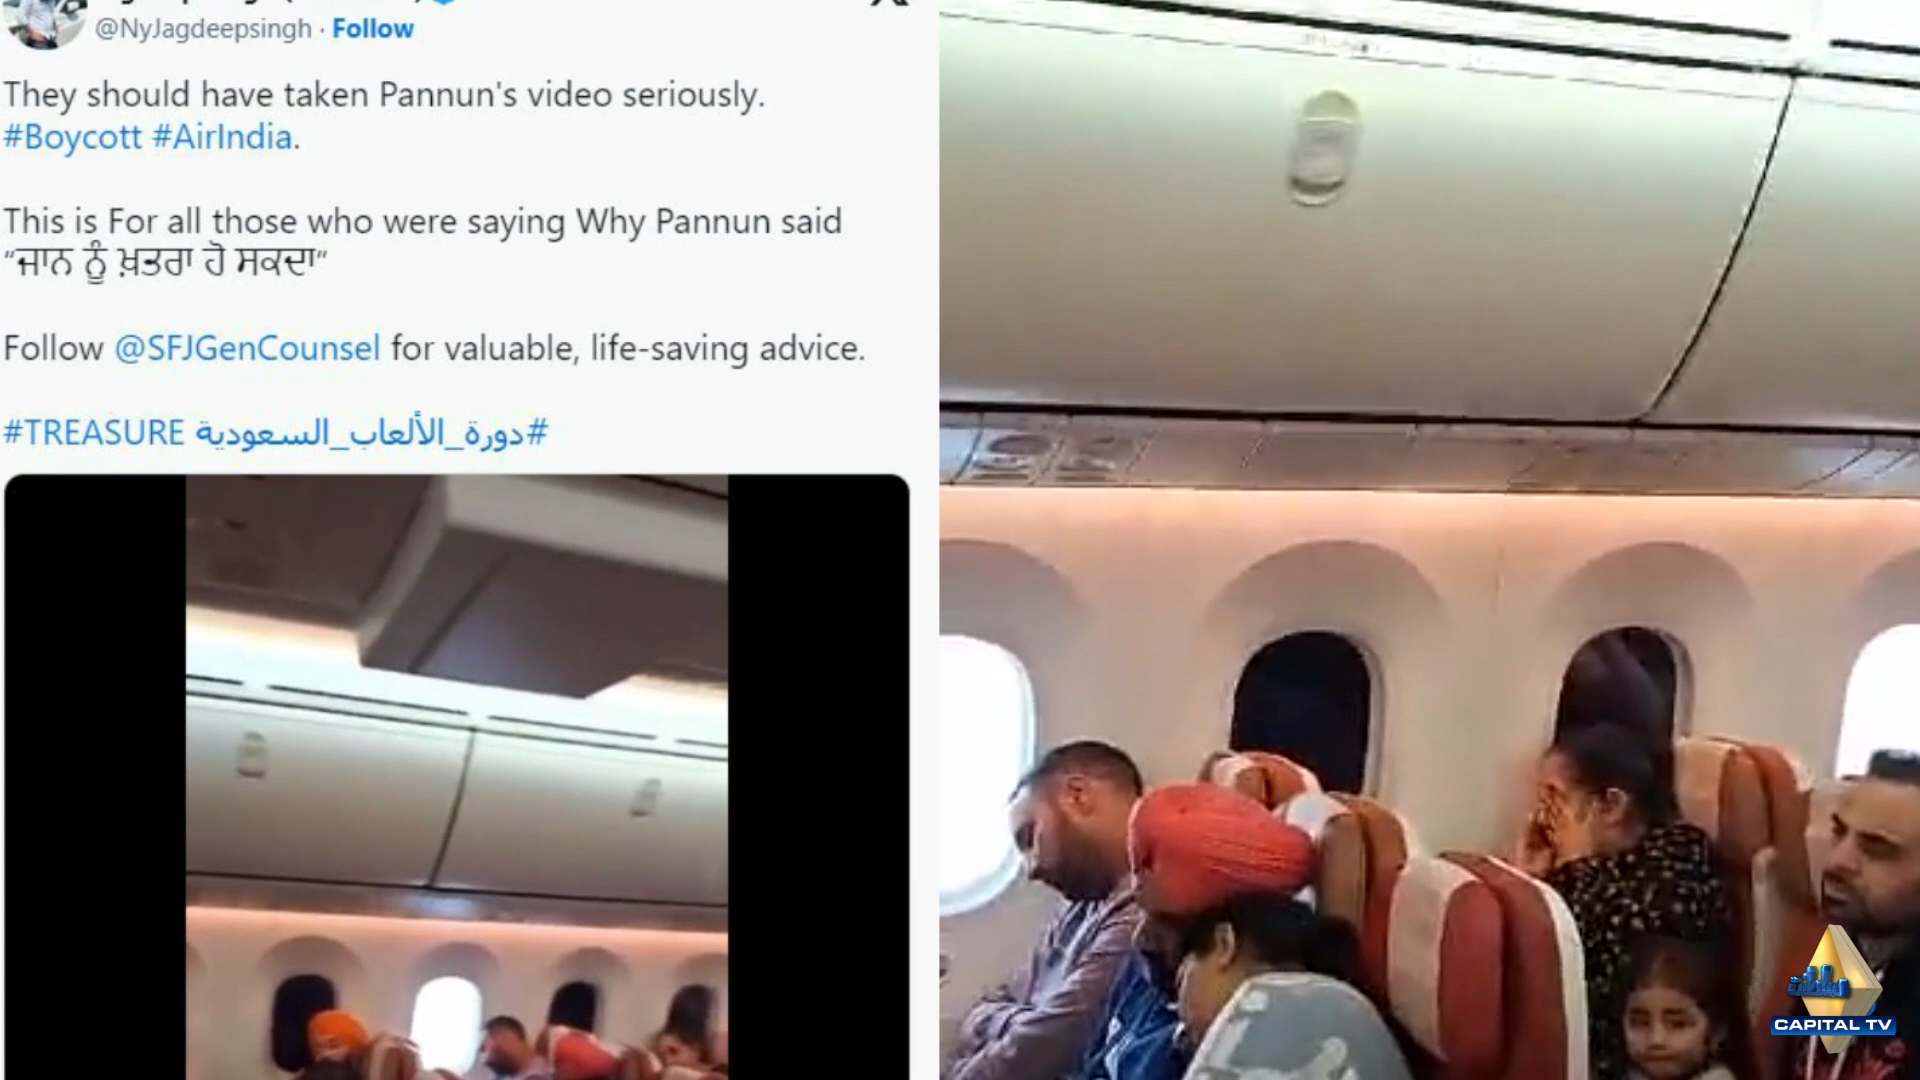 @NyJagdeepsingh · Follow
They should have taken Pannun's video seriously.
#Boycott #AirIndia.
This is For all those who were saying Why Pannun said
“ਜਾਨ ਨੂੰ ਖ਼ਤਰਾ ਹੋ ਸਕਦਾ”
Follow @SFJGenCounsel for valuable, life-saving advice.
#TREASURE #دورة_الألعاب_السعودية
CAPITAL TV